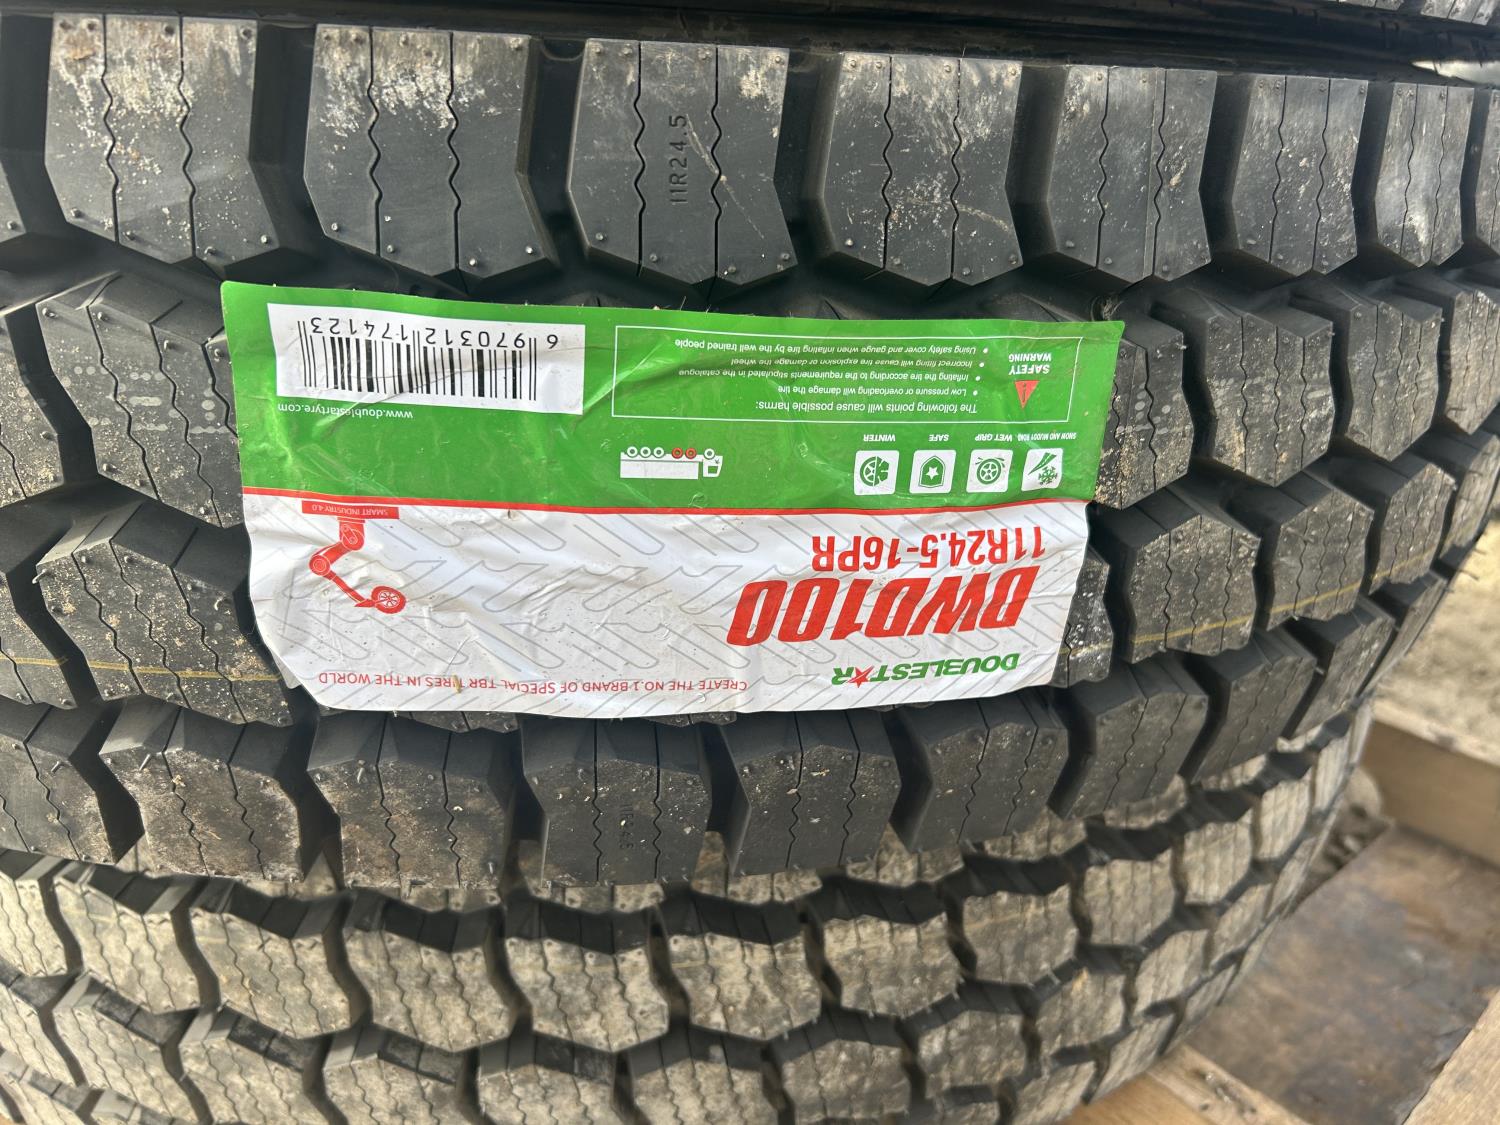 11R24.5
DOUBLESTAR
CREATE THE NO.1 BRAND OF SPECIAL TBR TIRES IN THE WORLD
DWD100
11R24.5-16PR
SMART INDUSTRY 4.0
SNOW AND MUDDY ROAD
WET GRIP
SAFE
WINTER
SAFETY
WARNING
The following points will cause possible harms:
• Low pressure or overloading will damage the tire
• Inflating the tire according to the requirements stipulated in the catalogue
• Incorrect fitting will cause tire explosion or damage the wheel
• Using safety cover and gauge when inflating tire by the well trained people
www.doublestartyre.com
6 970312 174123